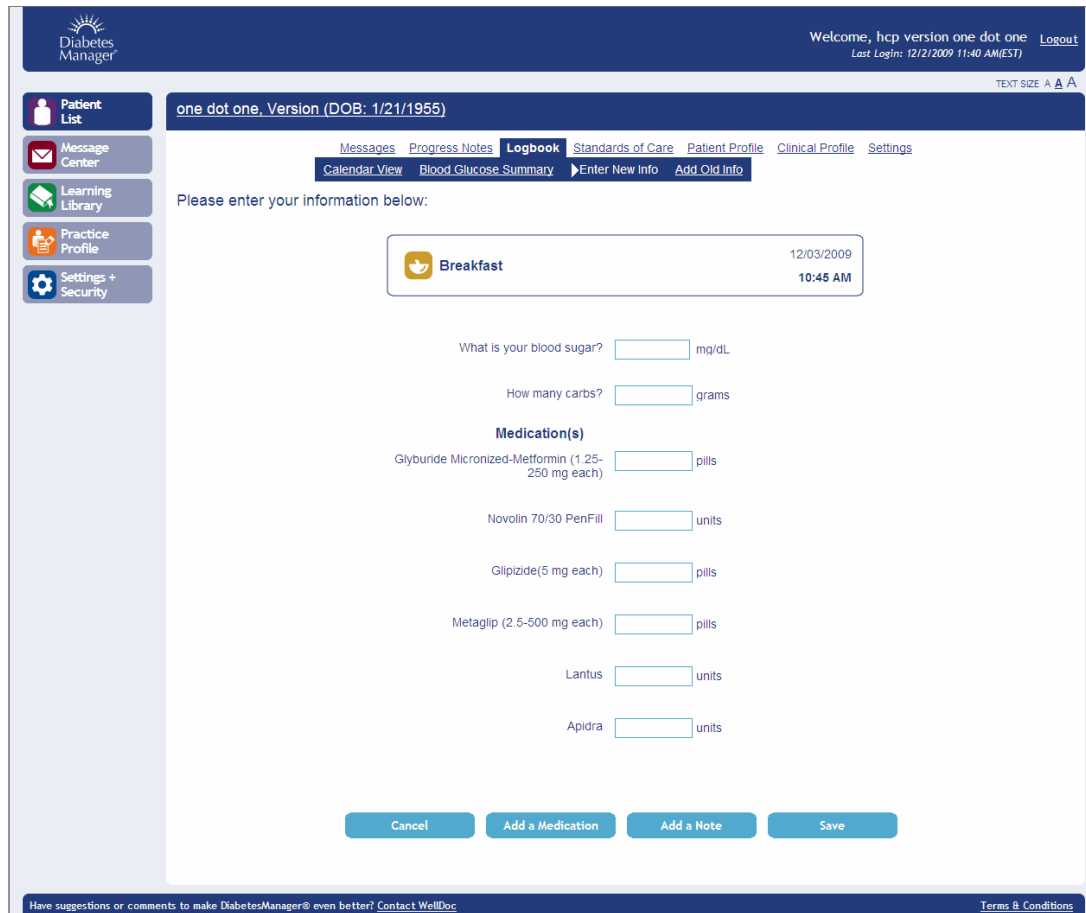 Diabetes
Manager®
Welcome, hcp version one dot one Logout
Last Login: 12/2/2009 11:40 AM(EST)
TEXT SIZE A A A
Patient
List
Message
Center
Learning
Library
Practice
Profile
Settings +
Security
one dot one, Version (DOB: 1/21/1955)
Messages Progress Notes Logbook Standards of Care Patient Profile Clinical Profile Settings
Calendar View Blood Glucose Summary Enter New Info Add Old Info
Please enter your information below:
Breakfast
12/03/2009
10:45 AM
What is your blood sugar? mg/dL
How many carbs? grams
Medication(s)
Glyburide Micronized-Metformin (1.25-
250 mg each) pills
Novolin 70/30 PenFill units
Glipizide(5 mg each) pills
Metaglip (2.5-500 mg each) pills
Lantus units
Apidra units
Cancel Add a Medication Add a Note Save
Have suggestions or comments to make DiabetesManager® even better? Contact WellDoc Terms & Conditions